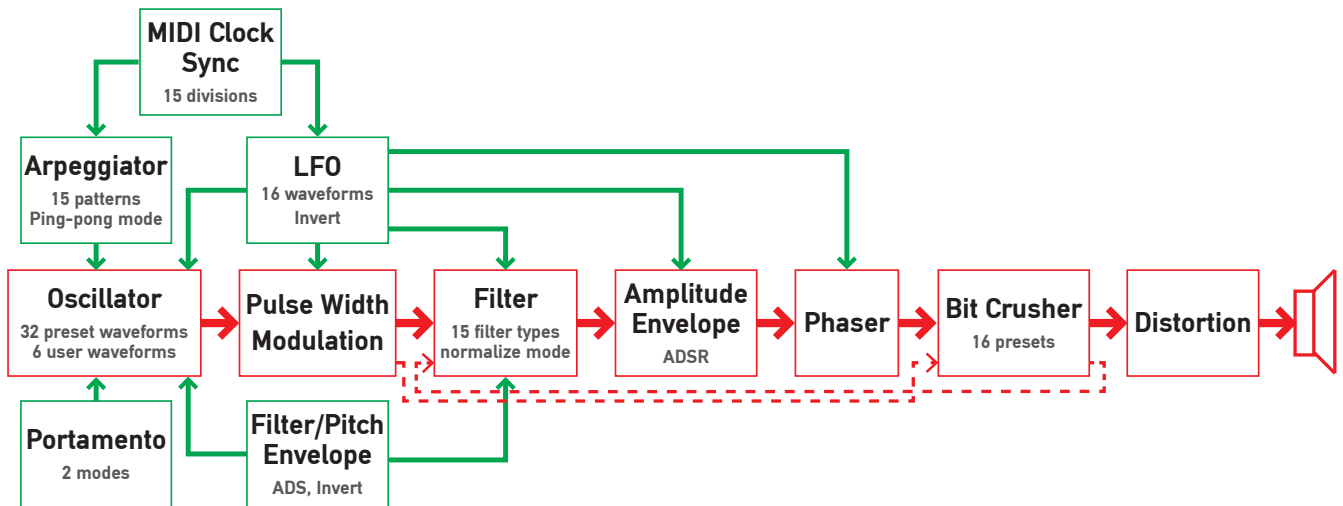 MIDI Clock
Sync
15 divisions
Arpeggiator
15 patterns
Ping-pong mode
LFO
16 waveforms
Invert
Oscillator
32 preset waveforms
6 user waveforms
Pulse Width
Modulation
Filter
15 filter types
normalize mode
Amplitude
Envelope
ADSR
Phaser
Bit Crusher
16 presets
Distortion
Portamento
2 modes
Filter/Pitch
Envelope
ADS, Invert